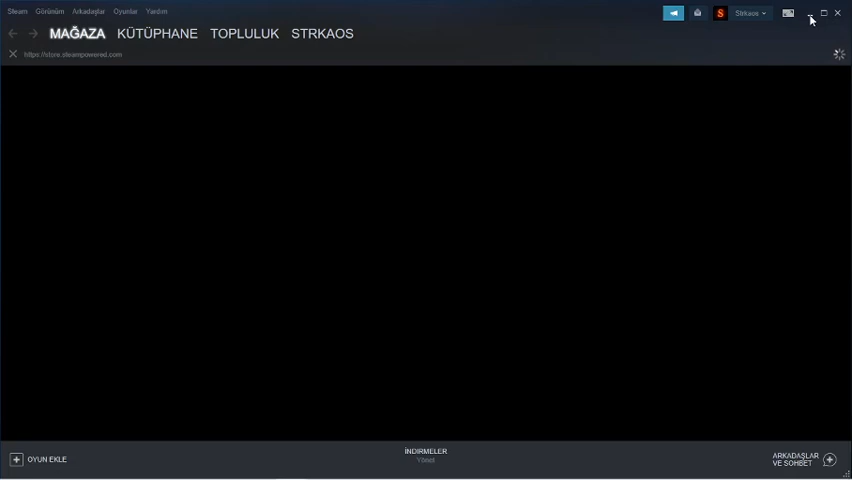 Steam Görünüm Arkadaşlar Oyunlar Yardım
S Strkaos
MAĞAZA KÜTÜPHANE TOPLULUK STRKAOS
https://store.steampowered.com
OYUN EKLE
İNDİRMELER
Yönet
ARKADAŞLAR
VE SOHBET